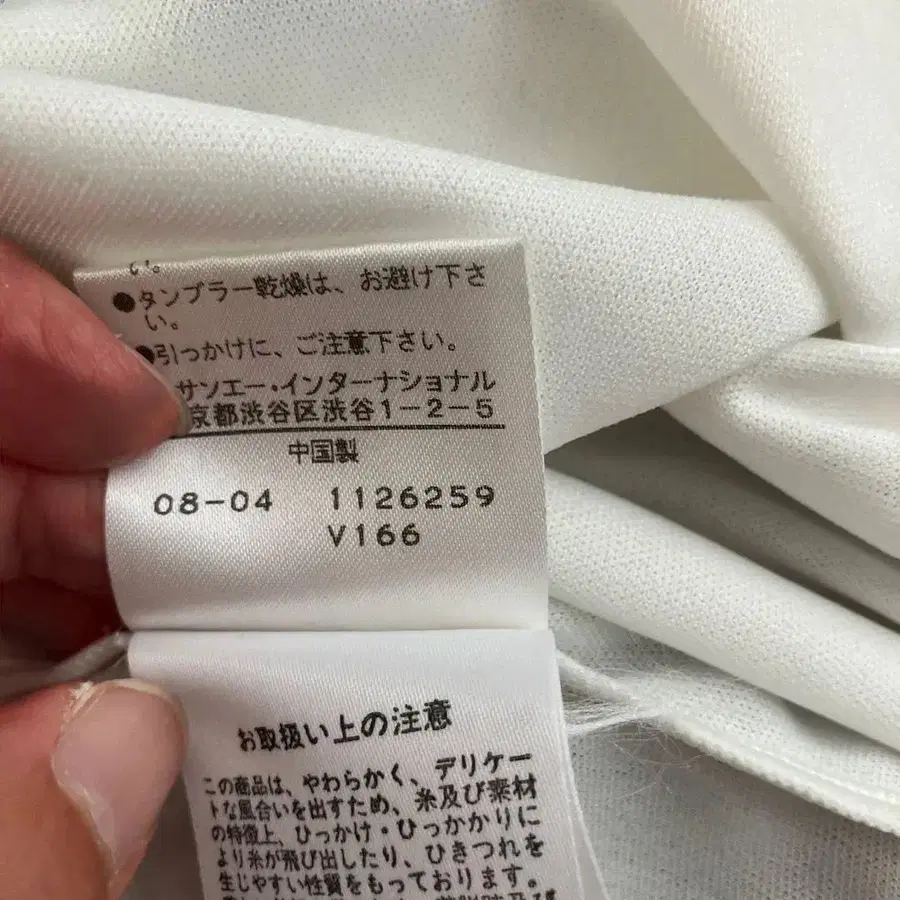 い。
●タンブラー乾燥は、お避け下さ
い。
●引っかけに、ご注意下さい。
サンエー・インターナショナル
京都渋谷区渋谷1-2-5
中国製
08-04 1126259
V166
お取扱い上の注意
この商品は、やわらかく、デリケー
トな風合いを出すため、糸及び素材
の特徴上、ひっかけ・ひっかかりに
より糸が飛び出したり、ひきつれを
生じやすい性質をもっております。